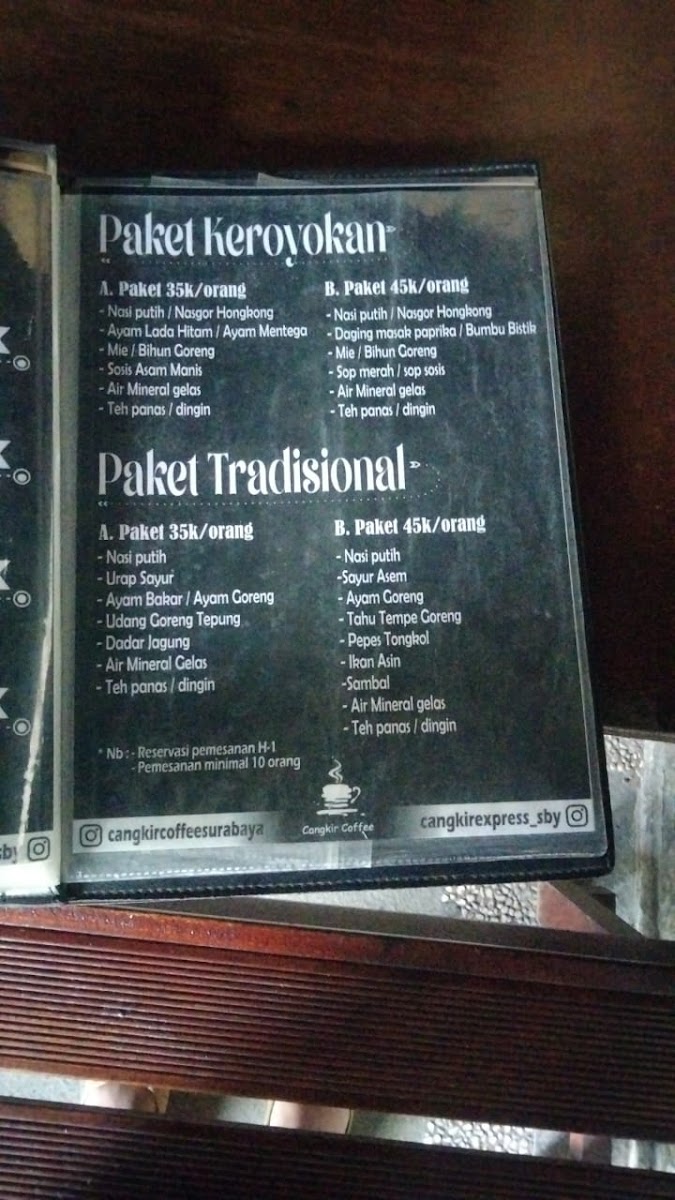 Paket Keroyokan
A. Paket 35k/orang
- Nasi putih / Nasgor Hongkong
- Ayam Lada Hitam / Ayam Mentega
- Mie / Bihun Goreng
- Sosis Asam Manis
- Air Mineral gelas
- Teh panas / dingin
B. Paket 45k/orang
- Nasi putih / Nasgor Hongkong
- Daging masak paprika / Bumbu Bistik
- Mie / Bihun Goreng
- Sop merah / sop sosis
- Air Mineral gelas
- Teh panas / dingin
Paket Tradisional
A. Paket 35k/orang
- Nasi putih
- Urap Sayur
- Ayam Bakar / Ayam Goreng
- Udang Goreng Tepung
- Dadar Jagung
- Air Mineral Gelas
- Teh panas / dingin
B. Paket 45k/orang
- Nasi putih
-Sayur Asem
- Ayam Goreng
- Tahu Tempe Goreng
- Pepes Tongkol
- Ikan Asin
-Sambal
- Air Mineral gelas
- Teh panas / dingin
* Nb : - Reservasi pemesanan H-1
- Pemesanan minimal 10 orang
cangkircoffeesurabaya
Cangkir Coffee
cangkirexpress_sby